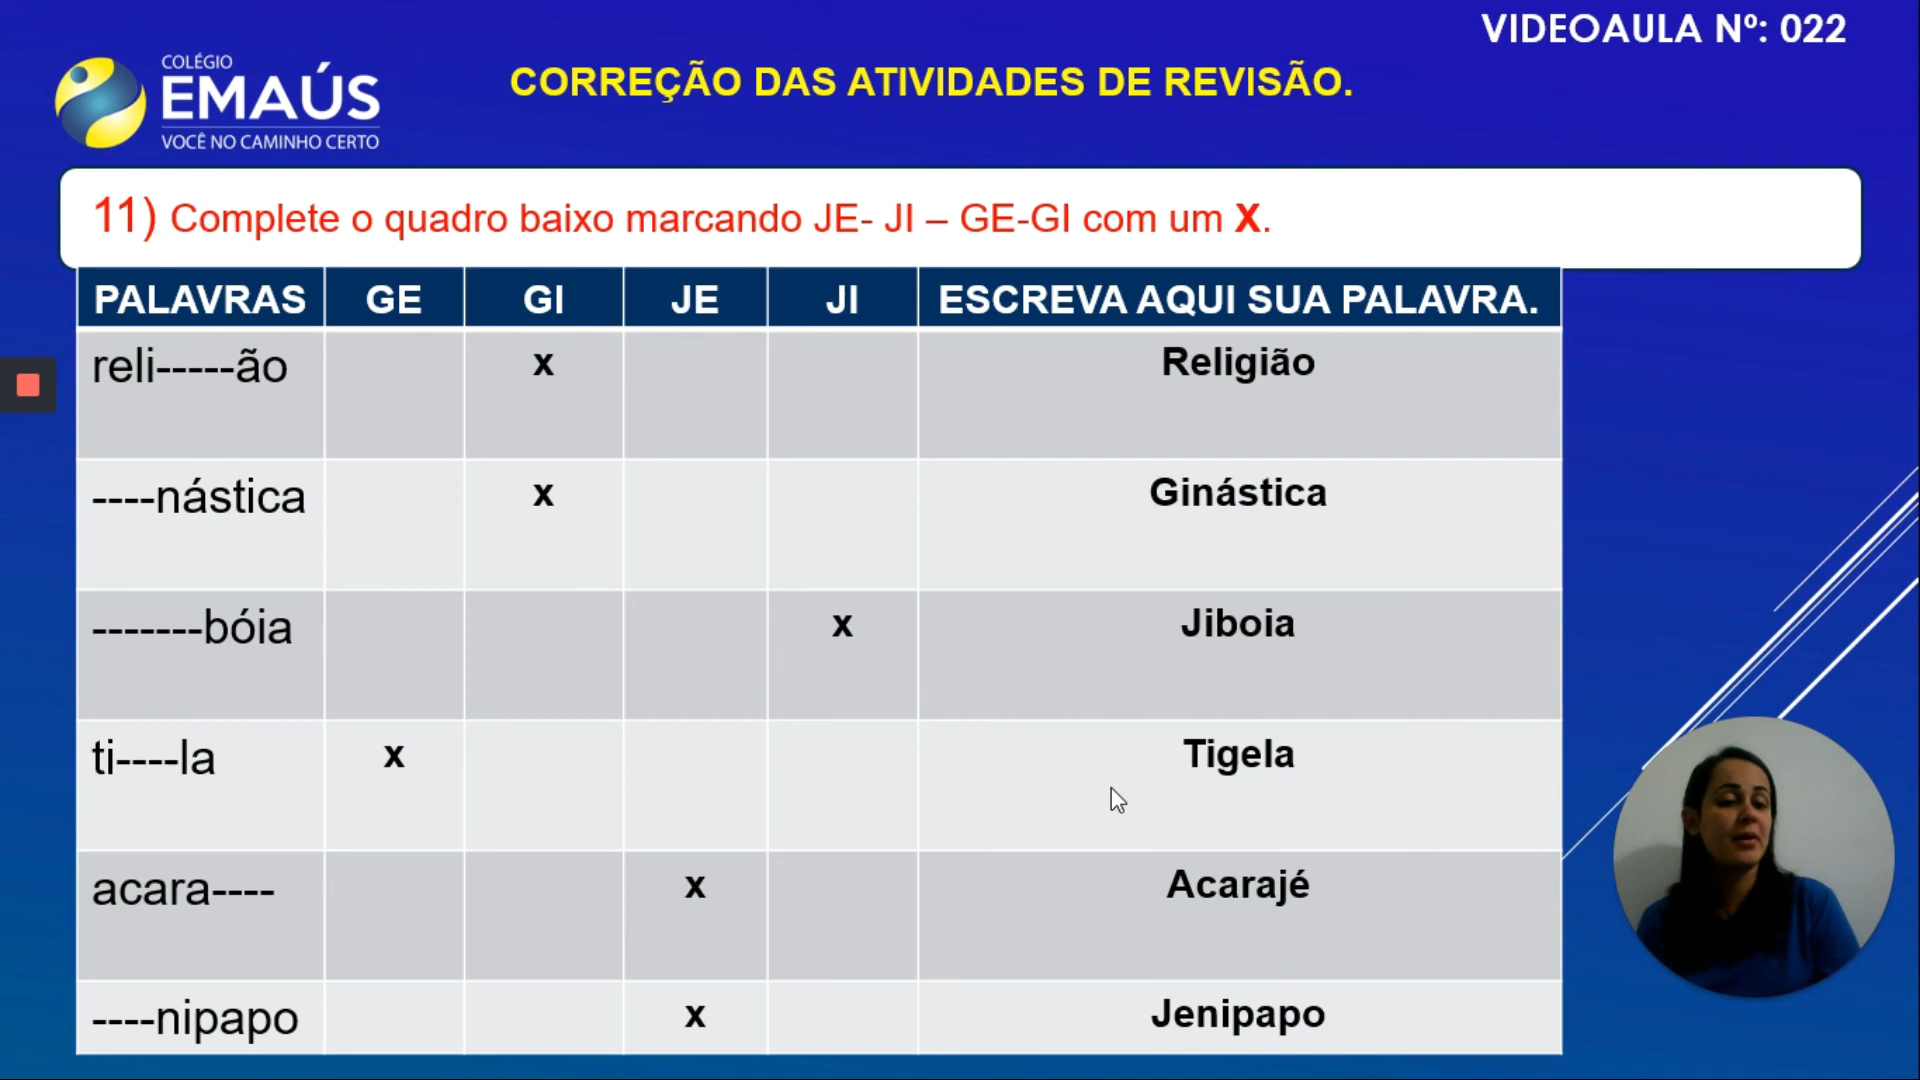 VIDEOAULA Nº: 022
COLÉGIO
EMAÚS
VOCÊ NO CAMINHO CERTO
CORREÇÃO DAS ATIVIDADES DE REVISÃO.
11) Complete o quadro baixo marcando JE- JI – GE-GI com um X.
PALAVRAS GE GI JE JI ESCREVA AQUI SUA PALAVRA.
reli-----ão x Religião
----nástica x Ginástica
-------bóia x Jiboia
ti----la x Tigela
acara---- x Acarajé
----nipapo x Jenipapo